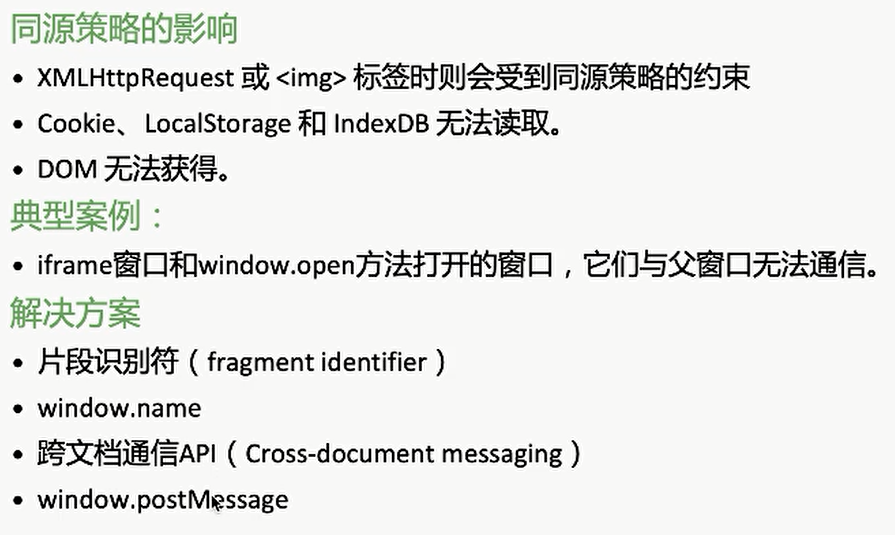 同源策略的影响
• XMLHttpRequest 或 <img> 标签时则会受到同源策略的约束
• Cookie、LocalStorage 和 IndexDB 无法读取。
• DOM 无法获得。
典型案例：
• iframe窗口和window.open方法打开的窗口，它们与父窗口无法通信。
解决方案
• 片段识别符（fragment identifier）
• window.name
• 跨文档通信API（Cross-document messaging）
• window.postMessage